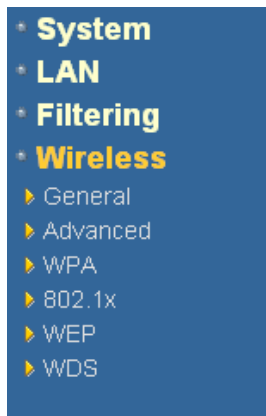 System
LAN
Filtering
Wireless
General
Advanced
WPA
802.1x
WEP
WDS